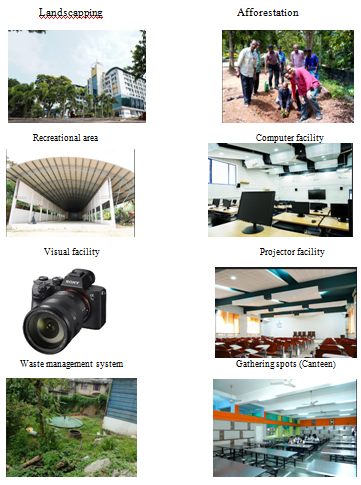 Landscapping
Afforestation
Recreational area
Computer facility
Visual facility
Projector facility
SONY
Waste management system
Gathering spots (Canteen)